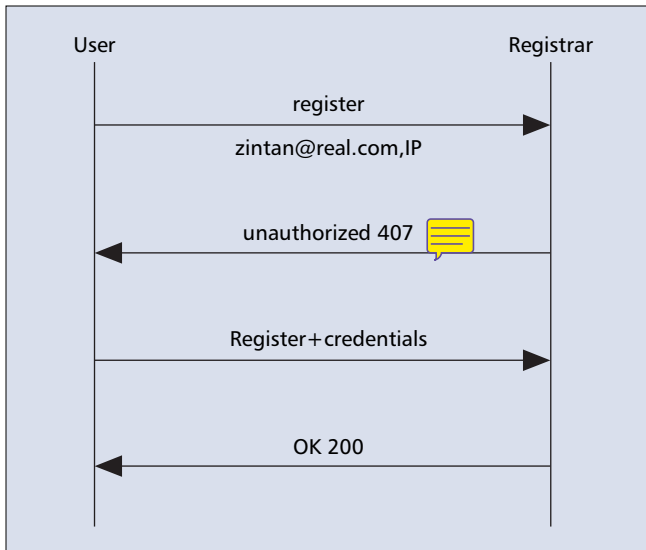 User
Registrar
register
zintan@real.com,IP
unauthorized 407
Register+credentials
OK 200